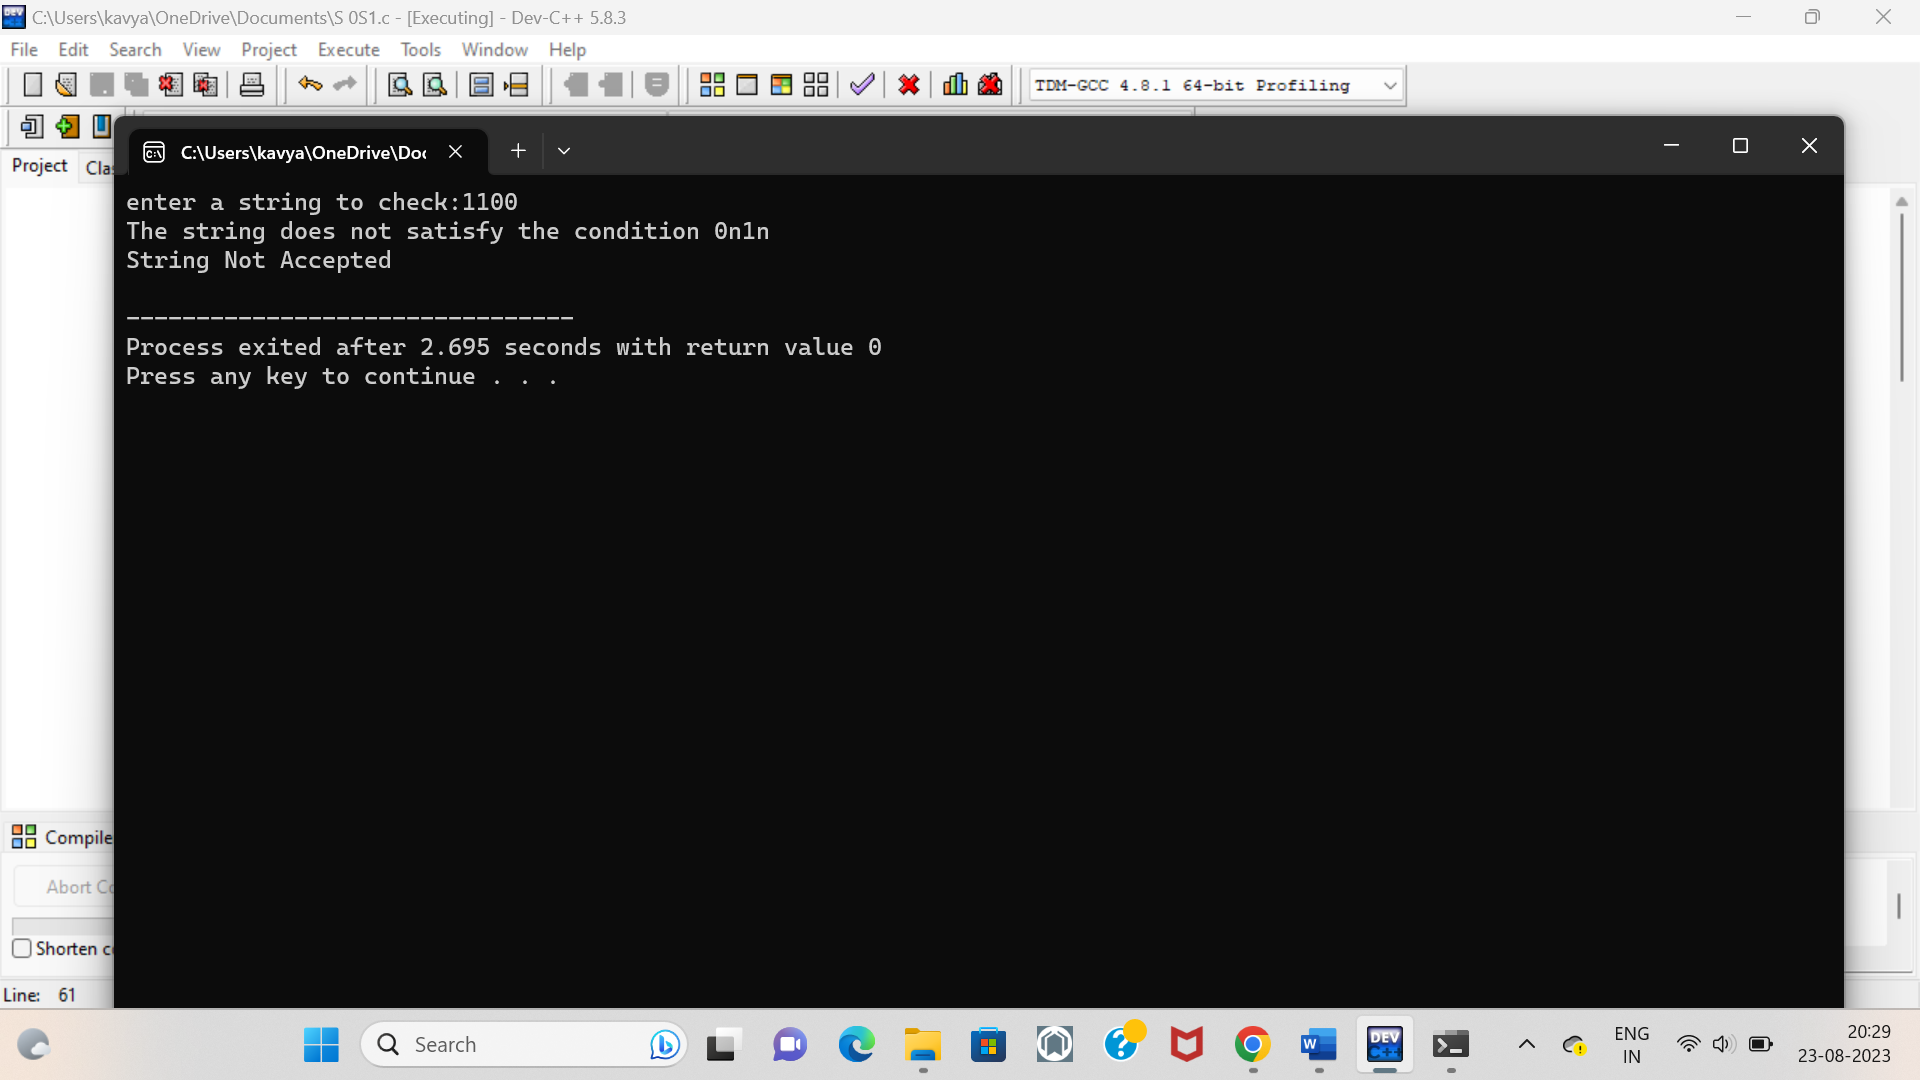 C:\Users\kavya\OneDrive\Documents\S 0S1.c - [Executing] - Dev-C++ 5.8.3
File Edit Search View Project Execute Tools Window Help
TDM-GCC 4.8.1 64-bit Profiling
Project Clas
C:\Users\kavya\OneDrive\Doc
enter a string to check:1100
The string does not satisfy the condition 0n1n
String Not Accepted
--------------------------------
Process exited after 2.695 seconds with return value 0
Press any key to continue . . .
Compile
Abort Co
Shorten co
Line: 61
Search
DEV C++
ENG
IN
20:29
23-08-2023